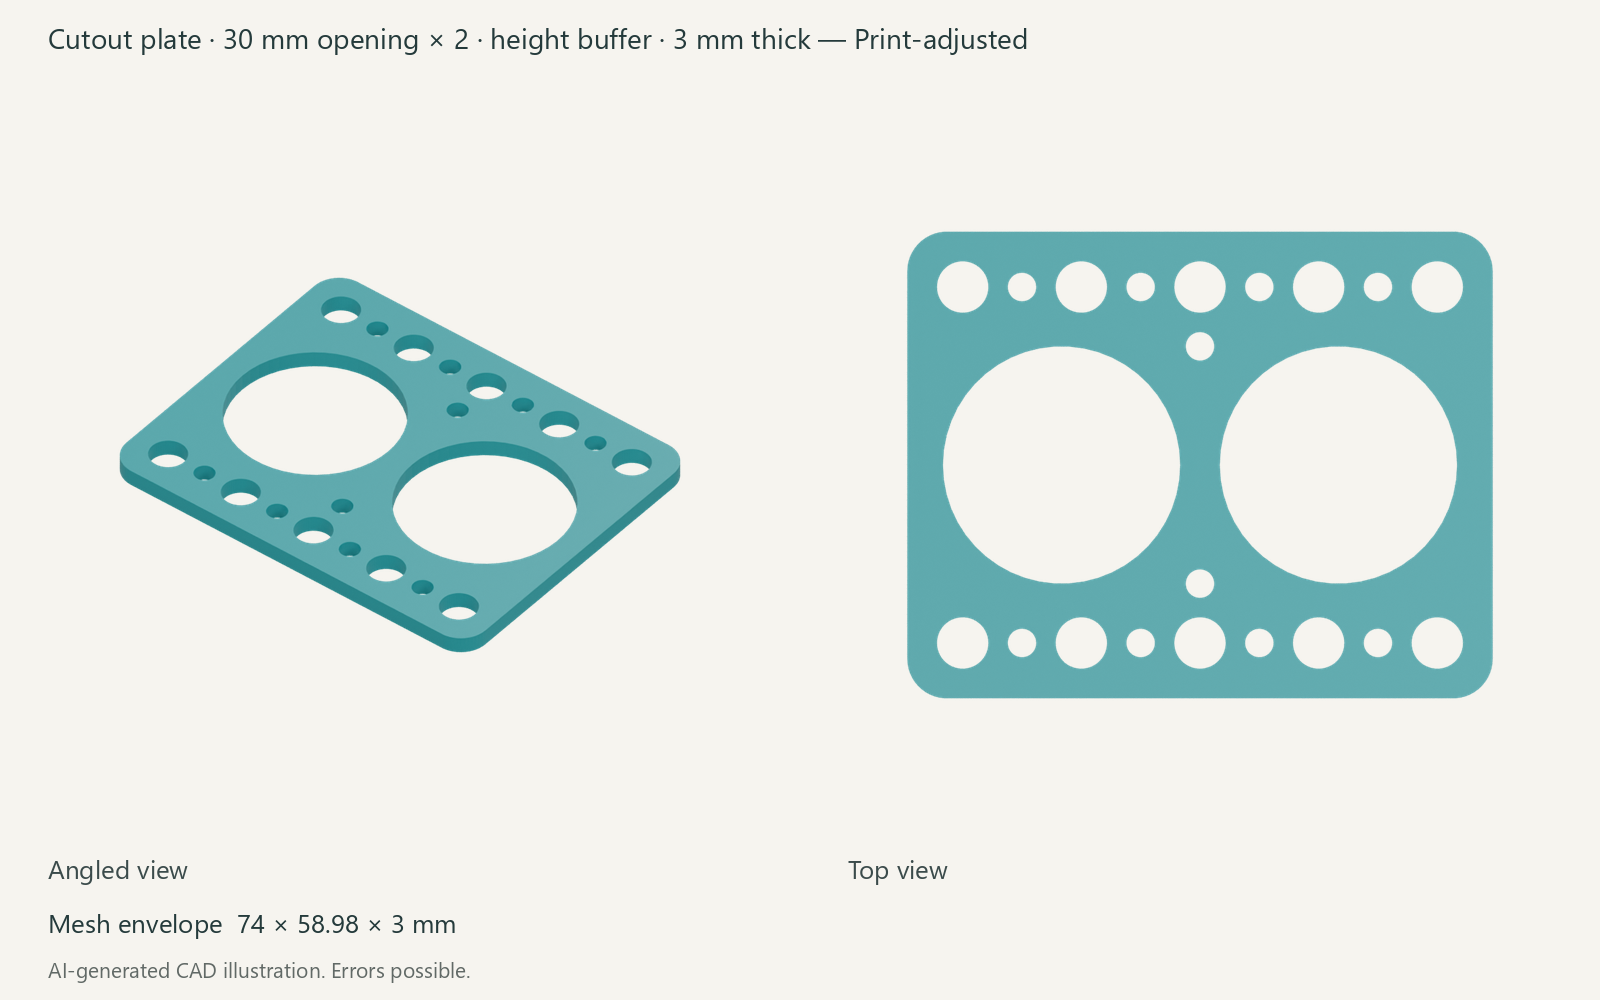 Cutout plate · 30 mm opening × 2 · height buffer · 3 mm thick — Print-adjusted
Angled view
Top view
Mesh envelope 74 × 58.98 × 3 mm
AI-generated CAD illustration. Errors possible.